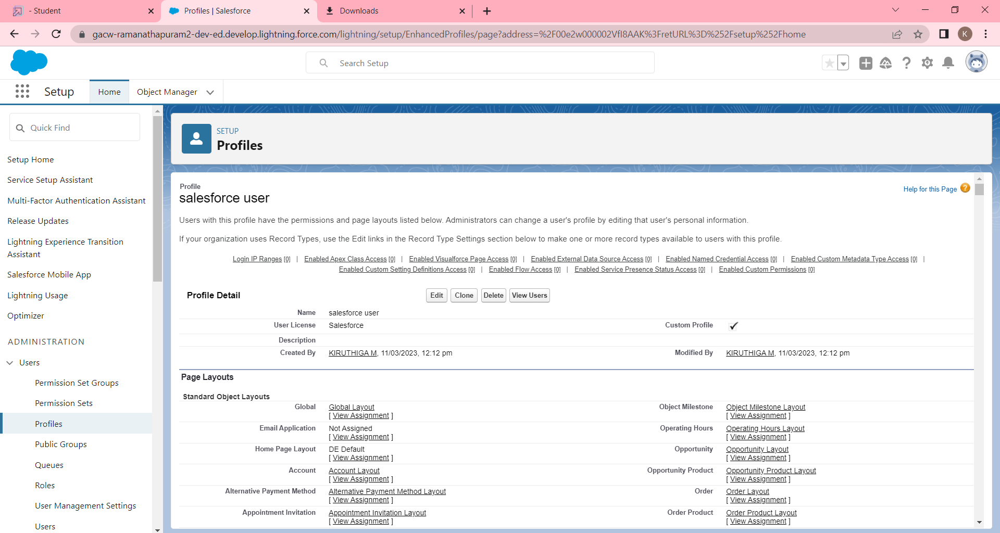 - Student
Profiles | Salesforce
Downloads
gacw-ramanathapuram2-dev-ed.develop.lightning.force.com/lightning/setup/EnhancedProfiles/page?address=%2F00e2w000002VfI8AAK%3FretURL%3D%252Fsetup%252Fhome
K
Search Setup
Setup
Home
Object Manager
Quick Find
Setup Home
Service Setup Assistant
Multi-Factor Authentication Assistant
Release Updates
Lightning Experience Transition
Assistant
Salesforce Mobile App
Lightning Usage
Optimizer
ADMINISTRATION
Users
Permission Set Groups
Permission Sets
Profiles
Public Groups
Queues
Roles
User Management Settings
Users
SETUP
Profiles
Profile
salesforce user
Help for this Page ?
Users with this profile have the permissions and page layouts listed below. Administrators can change a user's profile by editing that user's personal information.
If your organization uses Record Types, use the Edit links in the Record Type Settings section below to make one or more record types available to users with this profile.
Login IP Ranges [0] | Enabled Apex Class Access [0] | Enabled Visualforce Page Access [0] | Enabled External Data Source Access [0] | Enabled Named Credential Access [0] | Enabled Custom Metadata Type Access [0] |
Enabled Custom Setting Definitions Access [0] | Enabled Flow Access [0] | Enabled Service Presence Status Access [0] | Enabled Custom Permissions [0]
Profile Detail Edit Clone Delete View Users
Name salesforce user
User License Salesforce Custom Profile
Description
Created By KIRUTHIGA M, 11/03/2023, 12:12 pm Modified By KIRUTHIGA M, 11/03/2023, 12:12 pm
Page Layouts
Standard Object Layouts
Global Global Layout Object Milestone Object Milestone Layout
[ View Assignment ] [ View Assignment ]
Email Application Not Assigned Operating Hours Operating Hours Layout
[ View Assignment ] [ View Assignment ]
Home Page Layout DE Default Opportunity Opportunity Layout
[ View Assignment ] [ View Assignment ]
Account Account Layout Opportunity Product Opportunity Product Layout
[ View Assignment ] [ View Assignment ]
Alternative Payment Method Alternative Payment Method Layout Order Order Layout
[ View Assignment ] [ View Assignment ]
Appointment Invitation Appointment Invitation Layout Order Product Order Product Layout
[ View Assignment ] [ View Assignment ]